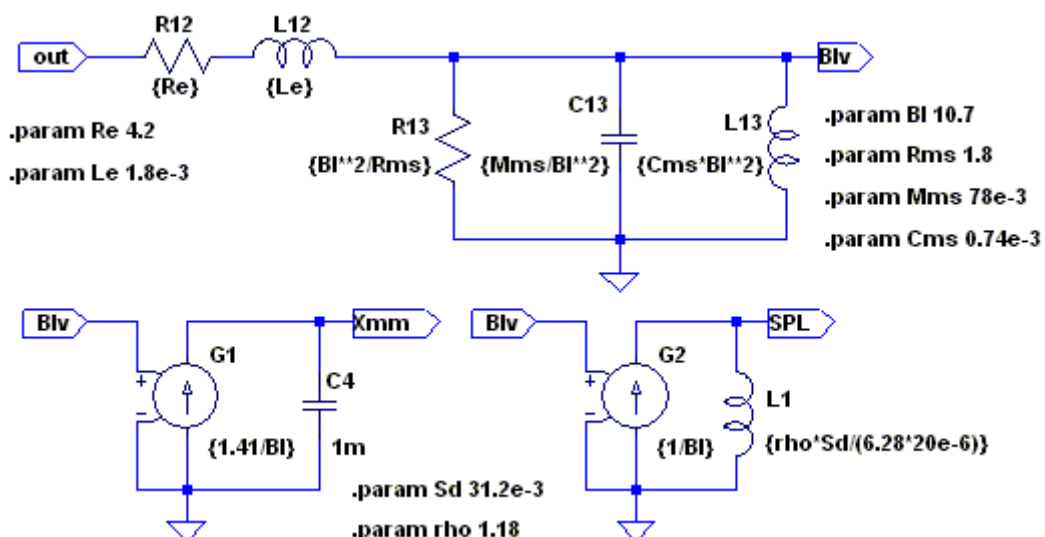 R12
L12
out
Blv
{Re}
{Le}
C13
.param Re 4.2
R13
L13
.param Bl 10.7
.param Le 1.8e-3
{Bl**2/Rms}
{Mms/Bl**2}
{Cms*Bl**2}
.param Rms 1.8
.param Mms 78e-3
.param Cms 0.74e-3
Blv
Xmm
Blv
SPL
G1
G2
C4
L1
+
-
+
-
{1.41/Bl}
1m
{1/Bl}
{rho*Sd/(6.28*20e-6)}
.param Sd 31.2e-3
.param rho 1.18